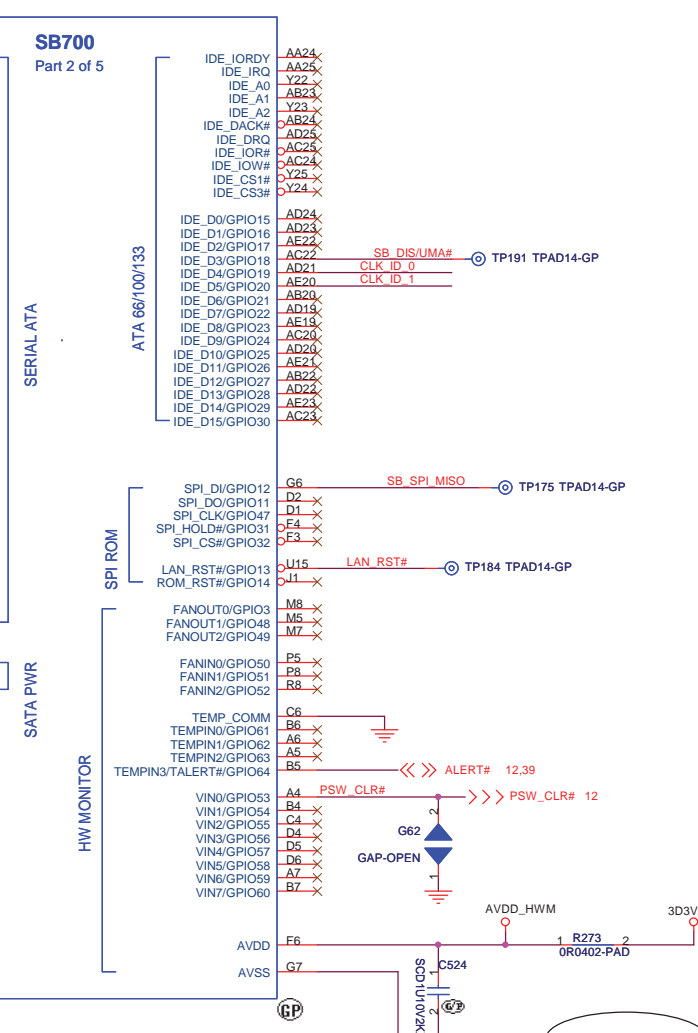 SB700
Part 2 of 5
SERIAL ATA
SATA PWR
ATA 66/100/133
IDE_IORDY AA24
IDE_IRQ AA25
IDE_A0 Y22
IDE_A1 AB23
IDE_A2 Y23
IDE_DACK# AB24
IDE_DRQ AD25
IDE_IOR# AC25
IDE_IOW# AC24
IDE_CS1# Y25
IDE_CS3# Y24
IDE_D0/GPIO15 AD24
IDE_D1/GPIO16 AD23
IDE_D2/GPIO17 AE22
IDE_D3/GPIO18 AC22 SB_DIS/UMA# TP191 TPAD14-GP
IDE_D4/GPIO19 AD21 CLK_ID_0
IDE_D5/GPIO20 AE20 CLK_ID_1
IDE_D6/GPIO21 AB20
IDE_D7/GPIO22 AD19
IDE_D8/GPIO23 AE19
IDE_D9/GPIO24 AC20
IDE_D10/GPIO25 AD20
IDE_D11/GPIO26 AE21
IDE_D12/GPIO27 AB22
IDE_D13/GPIO28 AD22
IDE_D14/GPIO29 AE23
IDE_D15/GPIO30 AC23
SPI ROM
SPI_DI/GPIO12 G6 SB_SPI_MISO TP175 TPAD14-GP
SPI_DO/GPIO11 D2
SPI_CLK/GPIO47 D1
SPI_HOLD#/GPIO31 F4
SPI_CS#/GPIO32 F3
LAN_RST#/GPIO13 U15 LAN_RST# TP184 TPAD14-GP
ROM_RST#/GPIO14 J1
HW MONITOR
FANOUT0/GPIO3 M8
FANOUT1/GPIO48 M5
FANOUT2/GPIO49 M7
FANIN0/GPIO50 P5
FANIN1/GPIO51 P8
FANIN2/GPIO52 R8
TEMP_COMM C6
TEMPIN0/GPIO61 B6
TEMPIN1/GPIO62 A6
TEMPIN2/GPIO63 A5
TEMPIN3/TALERT#/GPIO64 B5 ALERT# 12,39
VIN0/GPIO53 A4 PSW_CLR# PSW_CLR# 12
VIN1/GPIO54 B4
VIN2/GPIO55 C4
VIN3/GPIO56 D4
VIN4/GPIO57 D5
VIN5/GPIO58 D6
VIN6/GPIO59 A7
VIN7/GPIO60 B7
2
G62
GAP-OPEN
1
AVDD_HWM 3D3V
AVDD F6 1 R273 2
0R0402-PAD
AVSS G7
C524
1
2
SCD1U10V2K
GP
G/P